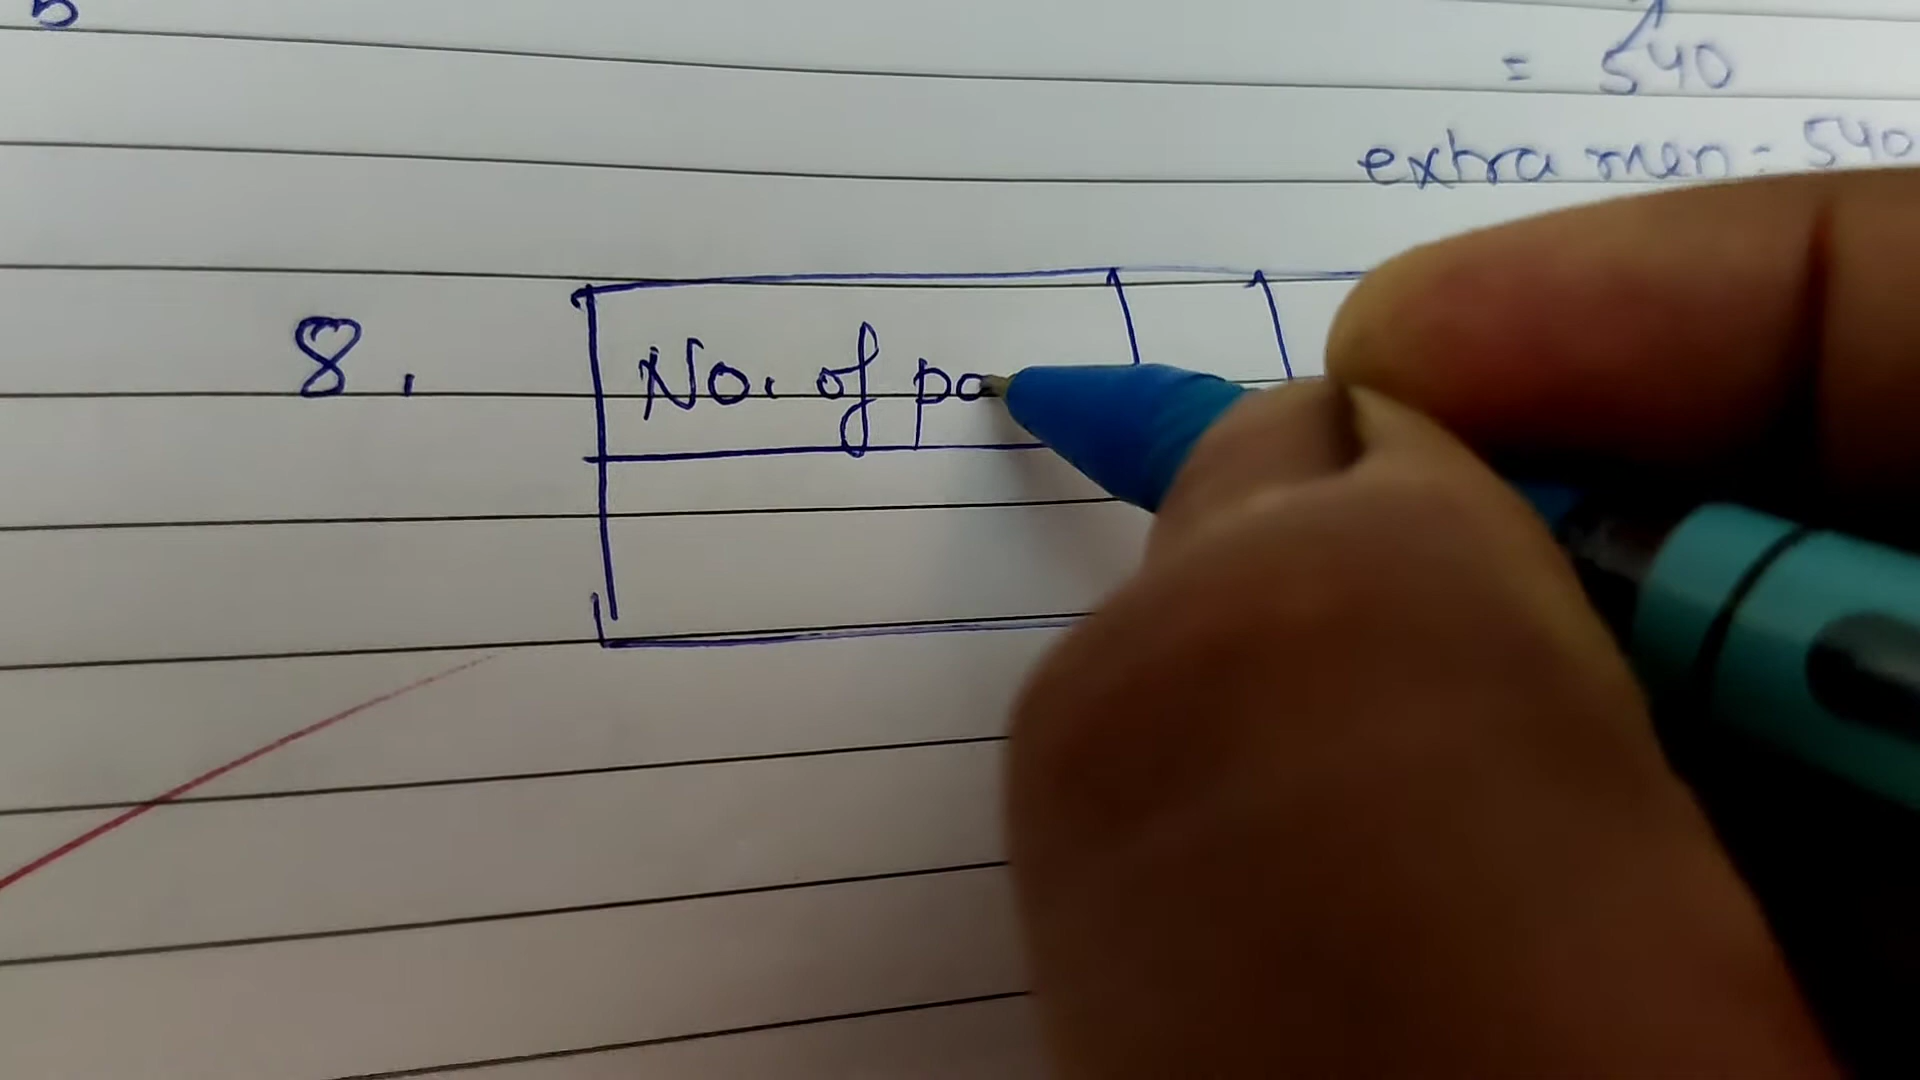 = 540
extra men = 540
8. No. of pa